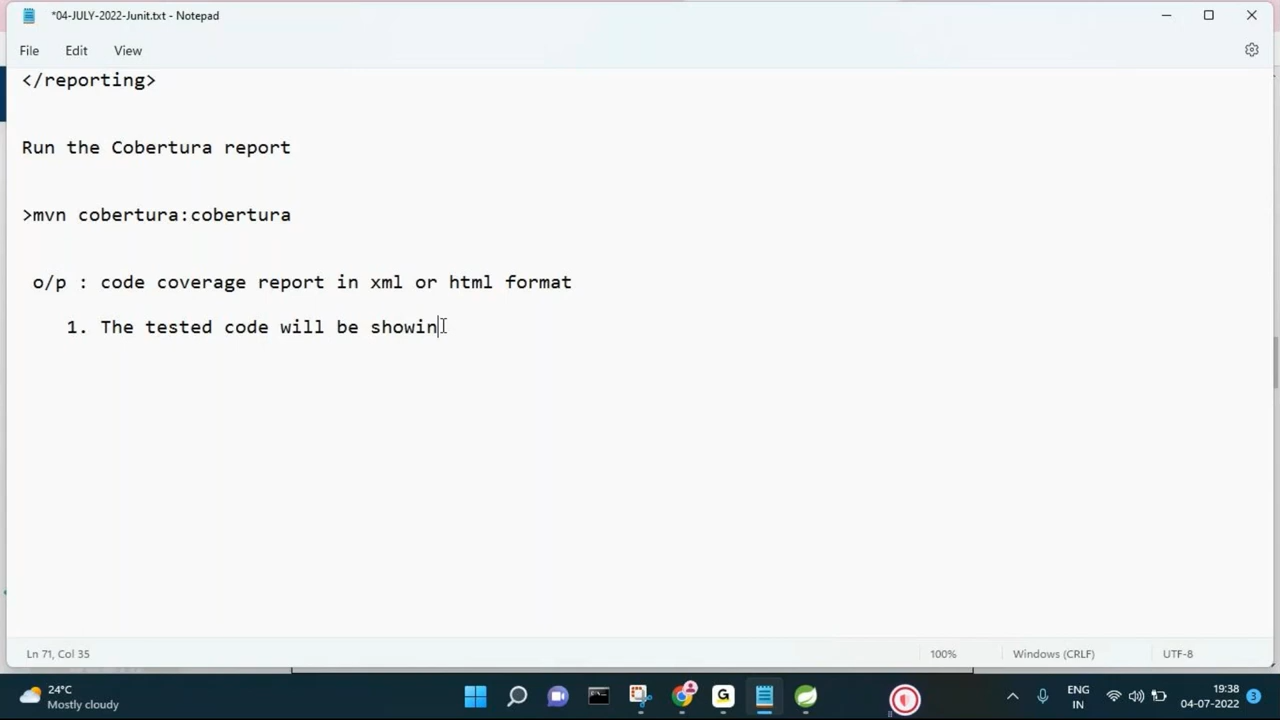 *04-JULY-2022-Junit.txt - Notepad
File Edit View
</reporting>
Run the Cobertura report
>mvn cobertura:cobertura
o/p : code coverage report in xml or html format
1. The tested code will be showin
Ln 71, Col 35
100%
Windows (CRLF)
UTF-8
24°C
Mostly cloudy
G
ENG
IN
19:38
04-07-2022
3